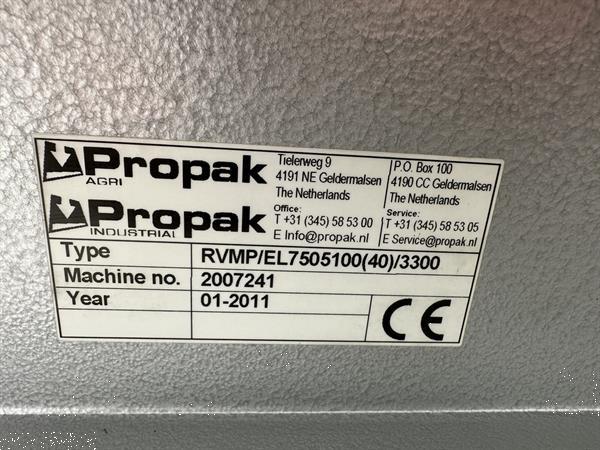 Propak
AGRI
Propak
INDUSTRIAL
Tielerweg 9
4191 NE Geldermalsen
The Netherlands
P.O. Box 100
4190 CC Geldermalsen
The Netherlands
Office:
T +31 (345) 58 53 00
E Info@propak.nl
Service:
T +31 (345) 58 53 05
E Service@propak.nl
Type RVMP/EL7505100(40)/3300
Machine no. 2007241
Year 01-2011
CE